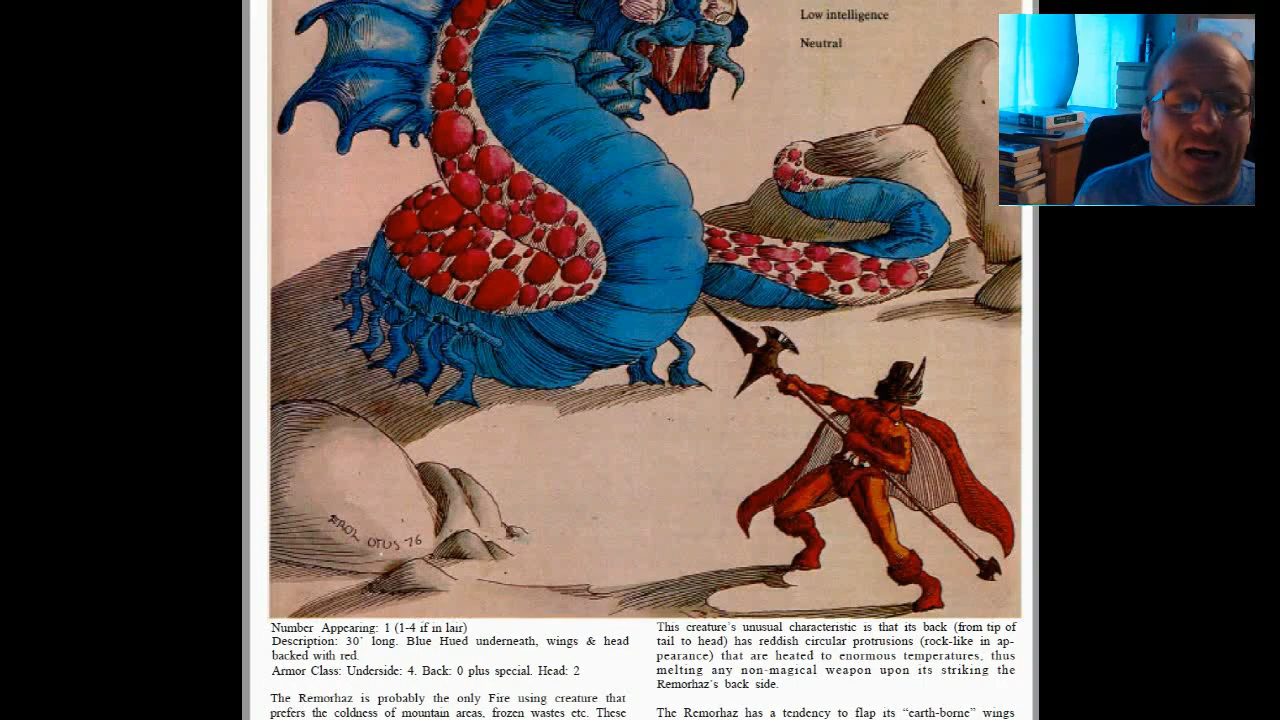 Low intelligence
Neutral
EROL OTUS '76
Number Appearing: 1 (1-4 if in lair)
Description: 30' long. Blue Hued underneath, wings & head
backed with red.
Armor Class: Underside: 4. Back: 0 plus special. Head: 2
The Remorhaz is probably the only Fire using creature that
prefers the coldness of mountain areas, frozen wastes etc. These
This creature's unusual characteristic is that its back (from tip of
tail to head) has reddish circular protrusions (rock-like in ap-
pearance) that are heated to enormous temperatures, thus
melting any non-magical weapon upon its striking the
Remorhaz's back side.
The Remorhaz has a tendency to flap its “earth-borne” wings